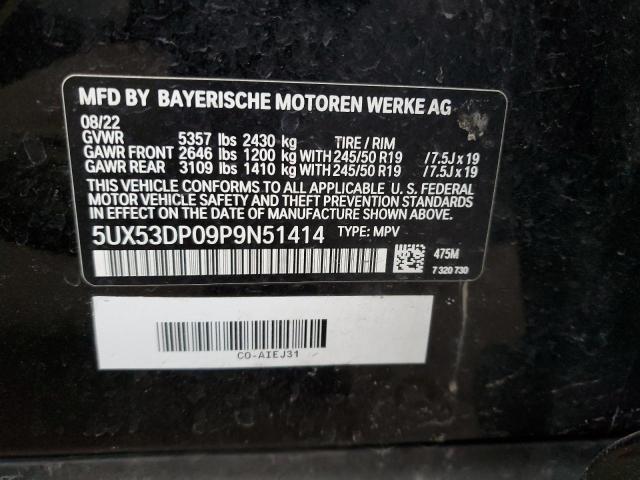 MFD BY BAYERISCHE MOTOREN WERKE AG
08/22
GVWR 5357 lbs 2430 kg TIRE / RIM
GAWR FRONT 2646 lbs 1200 kg WITH 245/50 R19 /7.5J x 19
GAWR REAR 3109 lbs 1410 kg WITH 245/50 R19 /7.5J x 19
THIS VEHICLE CONFORMS TO ALL APPLICABLE U. S. FEDERAL
MOTOR VEHICLE SAFETY, BUMPER, AND THEFT PREVENTION STANDARDS
IN EFFECT ON THE DATE OF MANUFACTURE SHOWN ABOVE.
5UX53DP09P9N51414 TYPE: MPV
475M
7 320 730
CO-AIEJ31